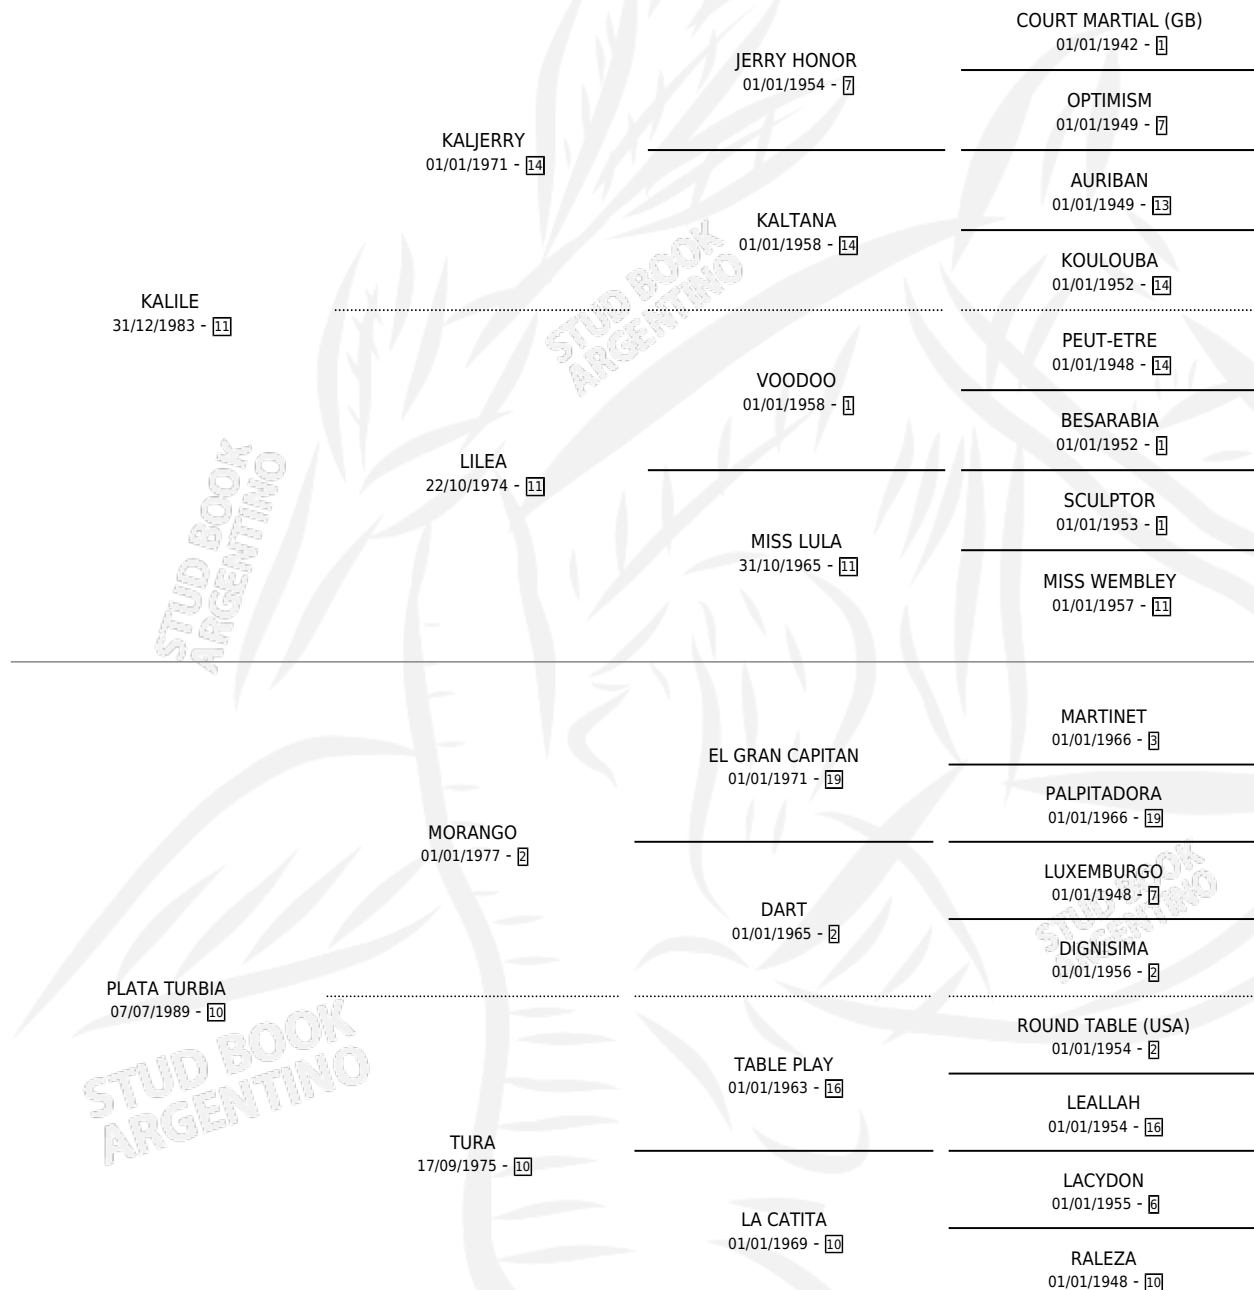 COURT MARTIAL (GB)
01/01/1942 - 1
JERRY HONOR
01/01/1954 - 7
OPTIMISM
01/01/1949 - 7
KALJERRY
01/01/1971 - 14
AURIBAN
01/01/1949 - 13
KALTANA
01/01/1958 - 14
KOULOUBA
01/01/1952 - 14
KALILE
31/12/1983 - 11
PEUT-ETRE
01/01/1948 - 14
VOODOO
01/01/1958 - 1
BESARABIA
01/01/1952 - 1
LILEA
22/10/1974 - 11
SCULPTOR
01/01/1953 - 1
MISS LULA
31/10/1965 - 11
MISS WEMBLEY
01/01/1957 - 11
MARTINET
01/01/1966 - 3
EL GRAN CAPITAN
01/01/1971 - 19
PALPITADORA
01/01/1966 - 19
MORANGO
01/01/1977 - 2
LUXEMBURGO
01/01/1948 - 7
DART
01/01/1965 - 2
DIGNISIMA
01/01/1956 - 2
PLATA TURBIA
07/07/1989 - 10
ROUND TABLE (USA)
01/01/1954 - 2
TABLE PLAY
01/01/1963 - 16
LEALLAH
01/01/1954 - 16
TURA
17/09/1975 - 10
LACYDON
01/01/1955 - 6
LA CATITA
01/01/1969 - 10
RALEZA
01/01/1948 - 10
STUD BOOK
ARGENTINO
STUD BOOK
ARGENTINO
STUD BOOK
ARGENTINO
STUD BOOK
ARGENTINO